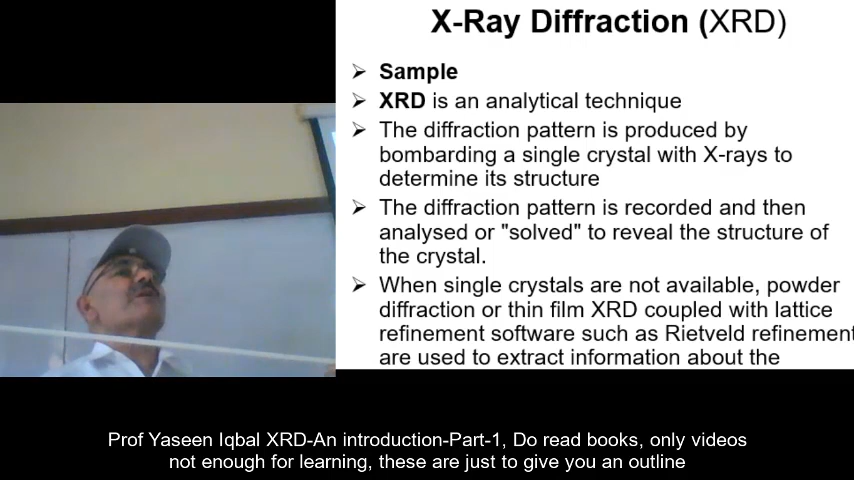 X-Ray Diffraction (XRD)
➢ Sample
➢ XRD is an analytical technique
➢ The diffraction pattern is produced by
bombarding a single crystal with X-rays to
determine its structure
➢ The diffraction pattern is recorded and then
analysed or "solved" to reveal the structure of
the crystal.
➢ When single crystals are not available, powder
diffraction or thin film XRD coupled with lattice
refinement software such as Rietveld refinement
are used to extract information about the
Prof Yaseen Iqbal XRD-An introduction-Part-1, Do read books, only videos
not enough for learning, these are just to give you an outline